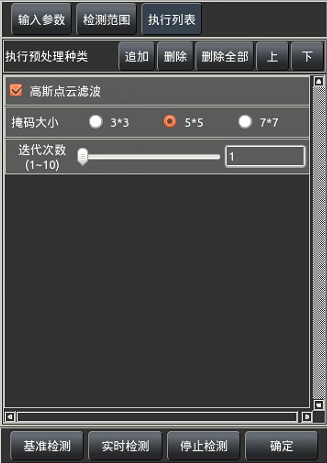 输入参数 检测范围 执行列表
执行预处理种类 追加 删除 删除全部 上 下
高斯点云滤波
掩码大小 3*3 5*5 7*7
迭代次数 1
(1~10)
基准检测 实时检测 停止检测 确定